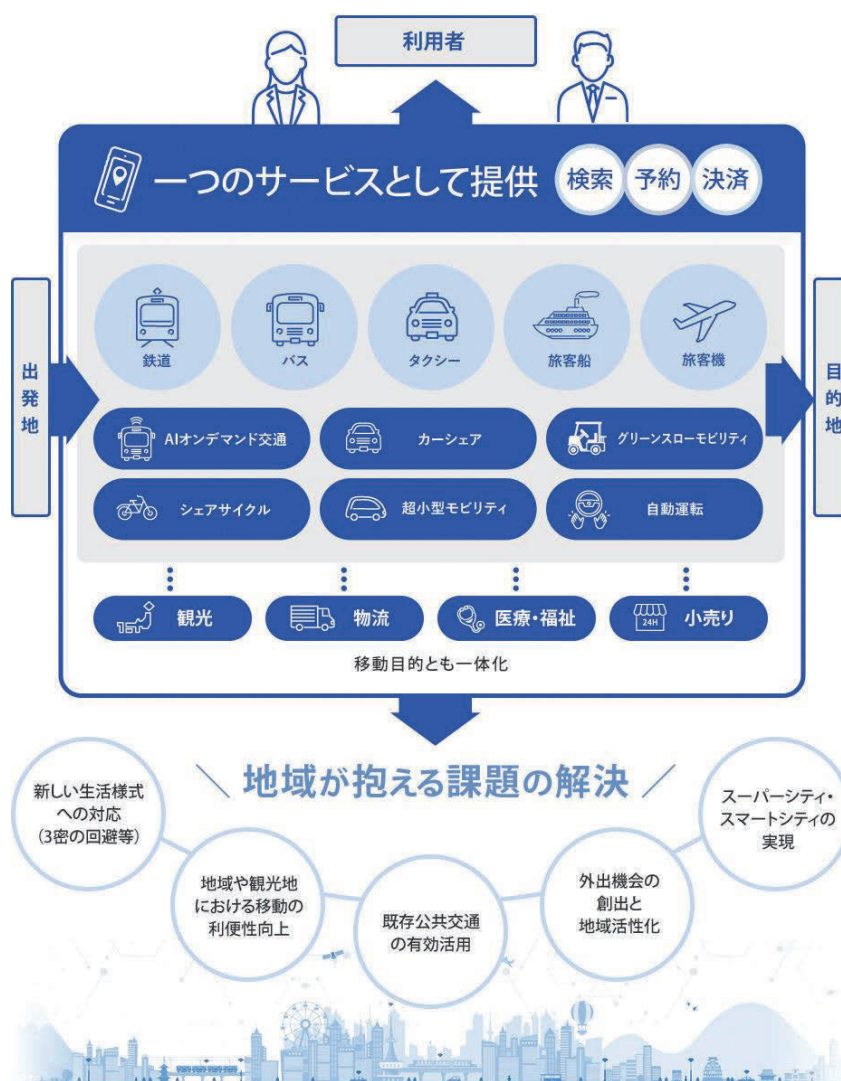 利用者
一つのサービスとして提供
検索
予約
決済
出発地
鉄道
バス
タクシー
旅客船
旅客機
目的地
AIオンデマンド交通
カーシェア
グリーンスローモビリティ
シェアサイクル
超小型モビリティ
自動運転
観光
物流
24H
医療・福祉
小売り
移動目的とも一体化
地域が抱える課題の解決
新しい生活様式
への対応
(3密の回避等)
地域や観光地
における移動の
利便性向上
既存公共交通
の有効活用
外出機会の
創出と
地域活性化
スーパーシティ・
スマートシティの
実現